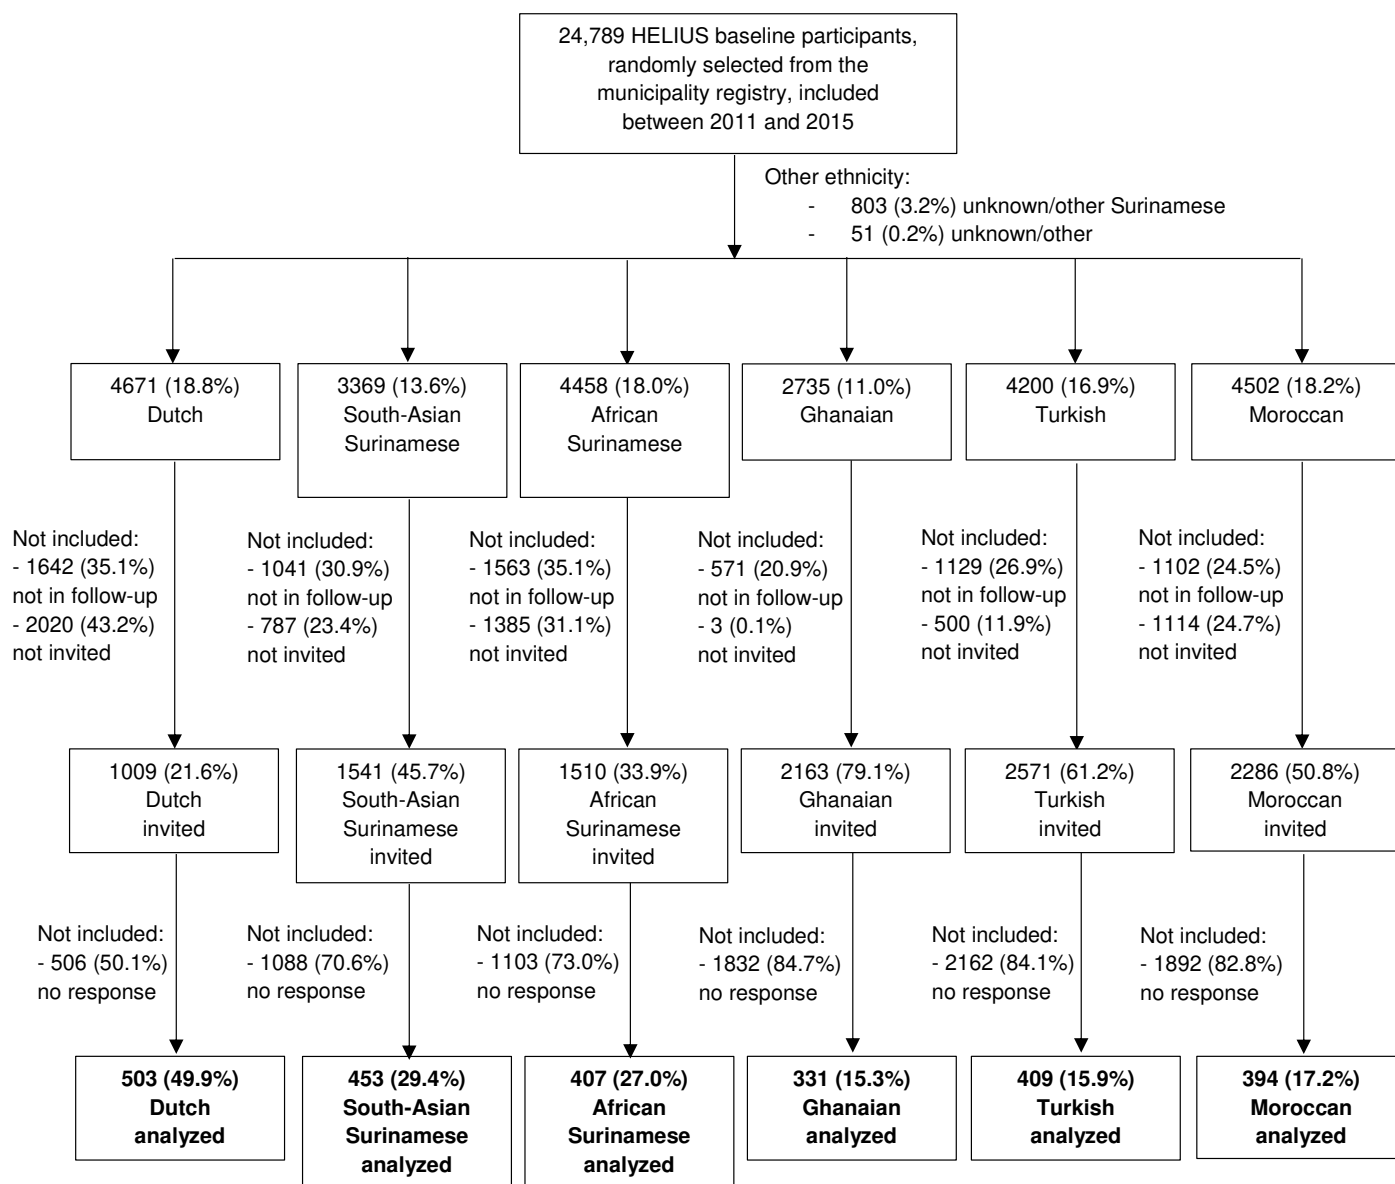 24,789 HELIUS baseline participants,
randomly selected from the
municipality registry, included
between 2011 and 2015
Other ethnicity:
- 803 (3.2%) unknown/other Surinamese
- 51 (0.2%) unknown/other
4671 (18.8%)
Dutch
3369 (13.6%)
South-Asian
Surinamese
4458 (18.0%)
African
Surinamese
2735 (11.0%)
Ghanaian
4200 (16.9%)
Turkish
4502 (18.2%)
Moroccan
Not included:
- 1642 (35.1%)
not in follow-up
- 2020 (43.2%)
not invited
Not included:
- 1041 (30.9%)
not in follow-up
- 787 (23.4%)
not invited
Not included:
- 1563 (35.1%)
not in follow-up
- 1385 (31.1%)
not invited
Not included:
- 571 (20.9%)
not in follow-up
- 3 (0.1%)
not invited
Not included:
- 1129 (26.9%)
not in follow-up
- 500 (11.9%)
not invited
Not included:
- 1102 (24.5%)
not in follow-up
- 1114 (24.7%)
not invited
1009 (21.6%)
Dutch
invited
1541 (45.7%)
South-Asian
Surinamese
invited
1510 (33.9%)
African
Surinamese
invited
2163 (79.1%)
Ghanaian
invited
2571 (61.2%)
Turkish
invited
2286 (50.8%)
Moroccan
invited
Not included:
- 506 (50.1%)
no response
Not included:
- 1088 (70.6%)
no response
Not included:
- 1103 (73.0%)
no response
Not included:
- 1832 (84.7%)
no response
Not included:
- 2162 (84.1%)
no response
Not included:
- 1892 (82.8%)
no response
503 (49.9%)
Dutch
analyzed
453 (29.4%)
South-Asian
Surinamese
analyzed
407 (27.0%)
African
Surinamese
analyzed
331 (15.3%)
Ghanaian
analyzed
409 (15.9%)
Turkish
analyzed
394 (17.2%)
Moroccan
analyzed